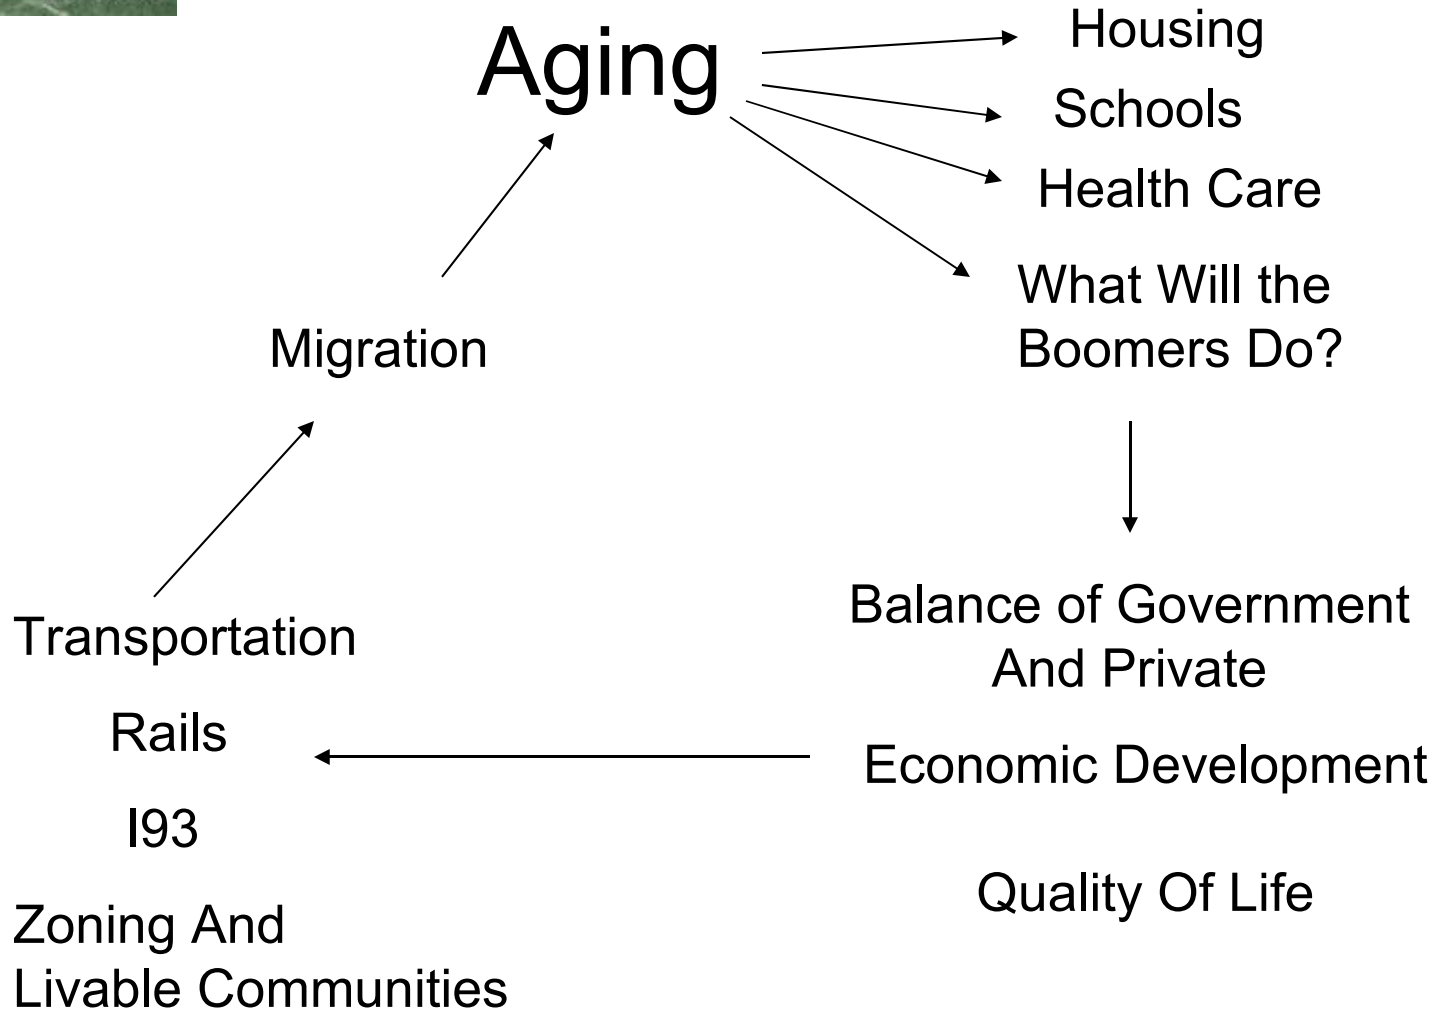 Aging
Housing
Schools
Health Care
What Will the
Boomers Do?
Migration
Balance of Government
And Private
Economic Development
Quality Of Life
Transportation
Rails
I93
Zoning And
Livable Communities